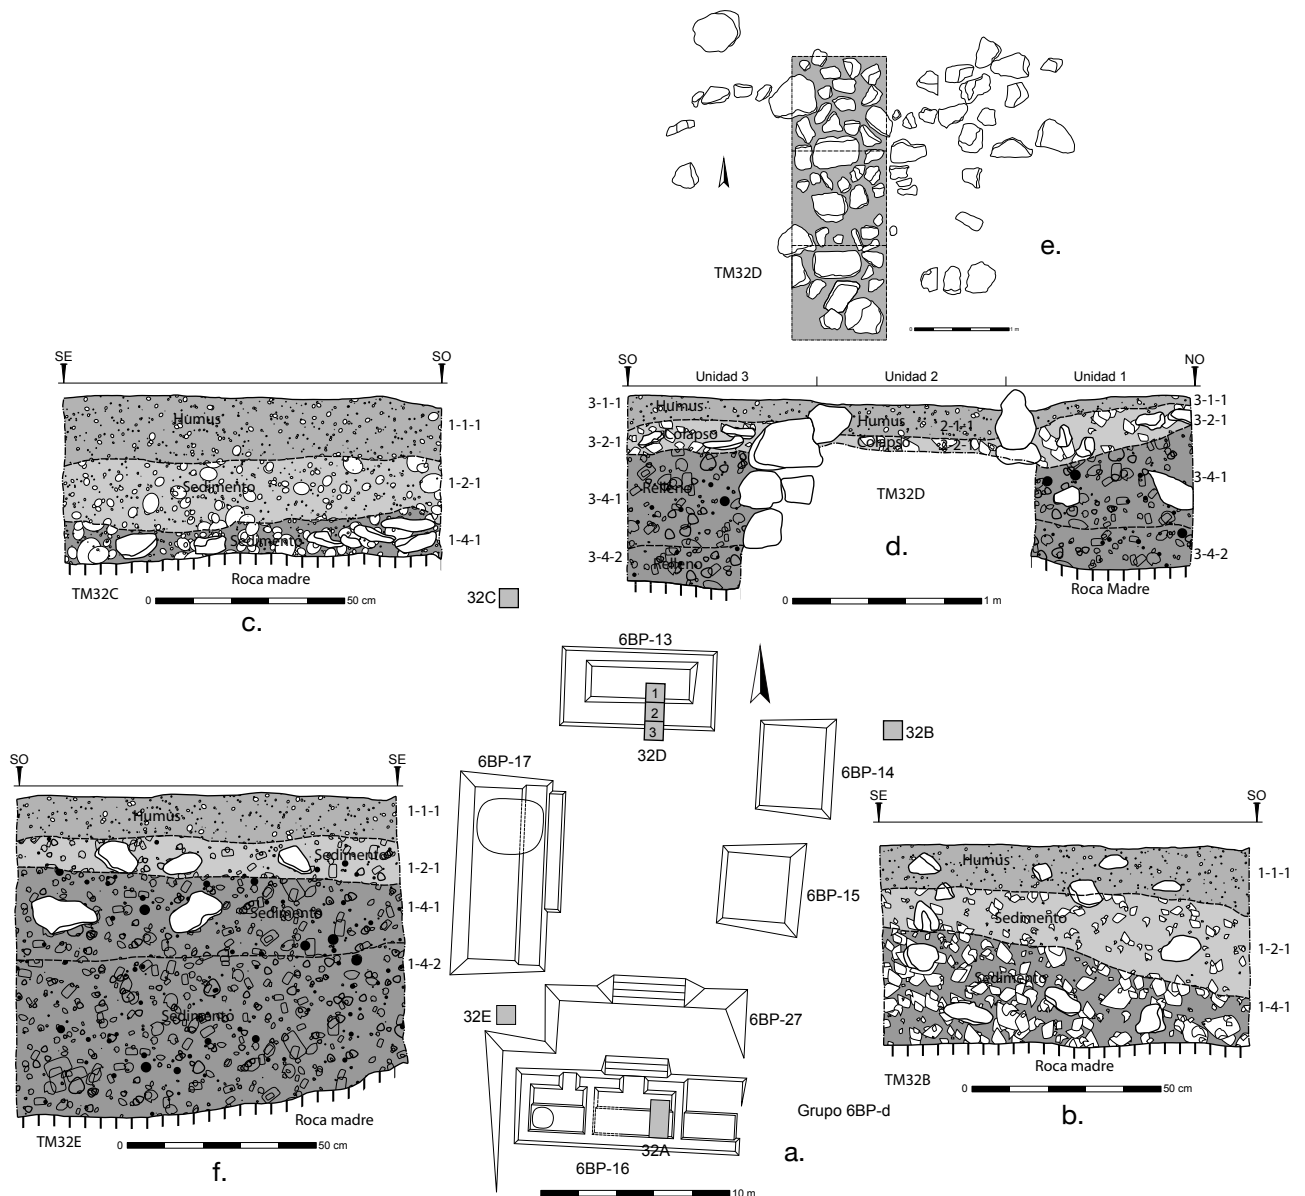 TM32D
e.
0 1 m
SE SO
Humus
1-1-1
Sedimento
1-2-1
Sedimento
1-4-1
Roca madre
TM32C
0 50 cm
c.
SO NO
Unidad 3 Unidad 2 Unidad 1
3-1-1 Humus
3-1-1
Humus 2-1-1
3-2-1 Colapso
Colapso 2-2-1
3-2-1
Relleno
3-4-1
TM32D
3-4-1
d.
3-4-2 Relleno
3-4-2
Roca Madre
0 1 m
32C
6BP-13
1
2
3
32D
32B
6BP-14
6BP-17
6BP-15
32E
6BP-27
32A
6BP-16
Grupo 6BP-d
a.
10 m
SO SE
Humus
1-1-1
Sedimento
1-2-1
Sedimento
1-4-1
1-4-2
Sedimento
Roca madre
TM32E
0 50 cm
f.
SE SO
Humus
1-1-1
Sedimento
1-2-1
Sedimento
1-4-1
Roca madre
TM32B
0 50 cm
b.